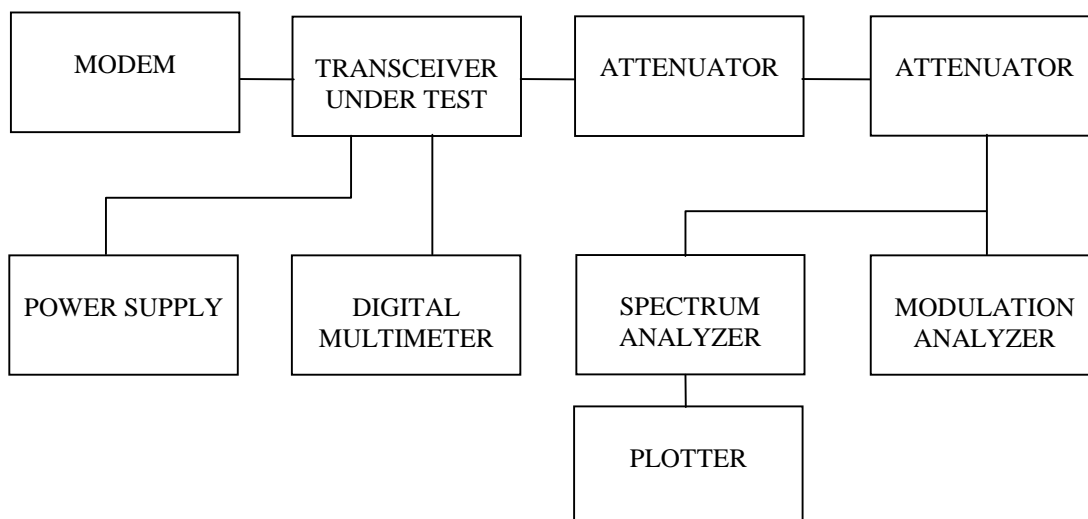 MODEM
TRANSCEIVER
UNDER TEST
ATTENUATOR
ATTENUATOR
POWER SUPPLY
DIGITAL
MULTIMETER
SPECTRUM
ANALYZER
MODULATION
ANALYZER
PLOTTER